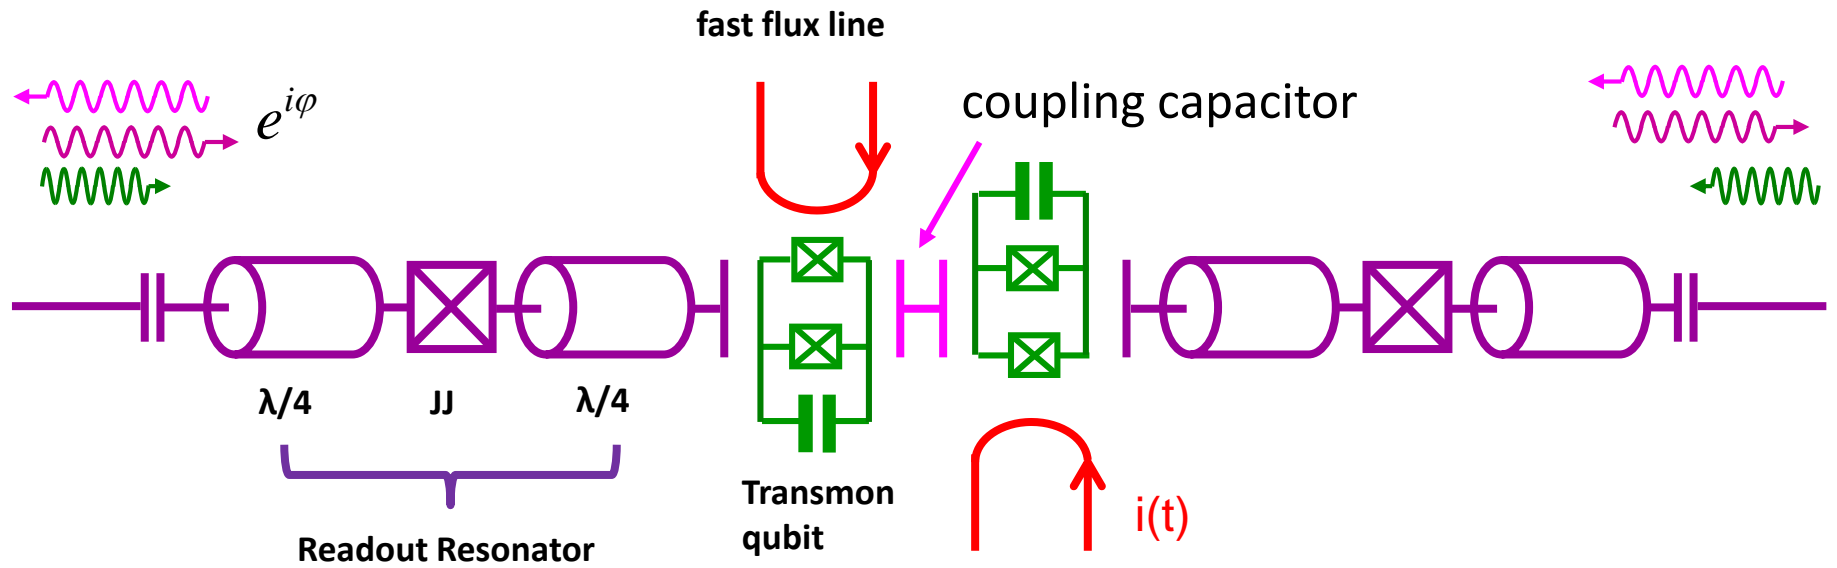 fast flux line
e^{iφ}
coupling capacitor
λ/4
JJ
λ/4
Transmon
qubit
i(t)
Readout Resonator